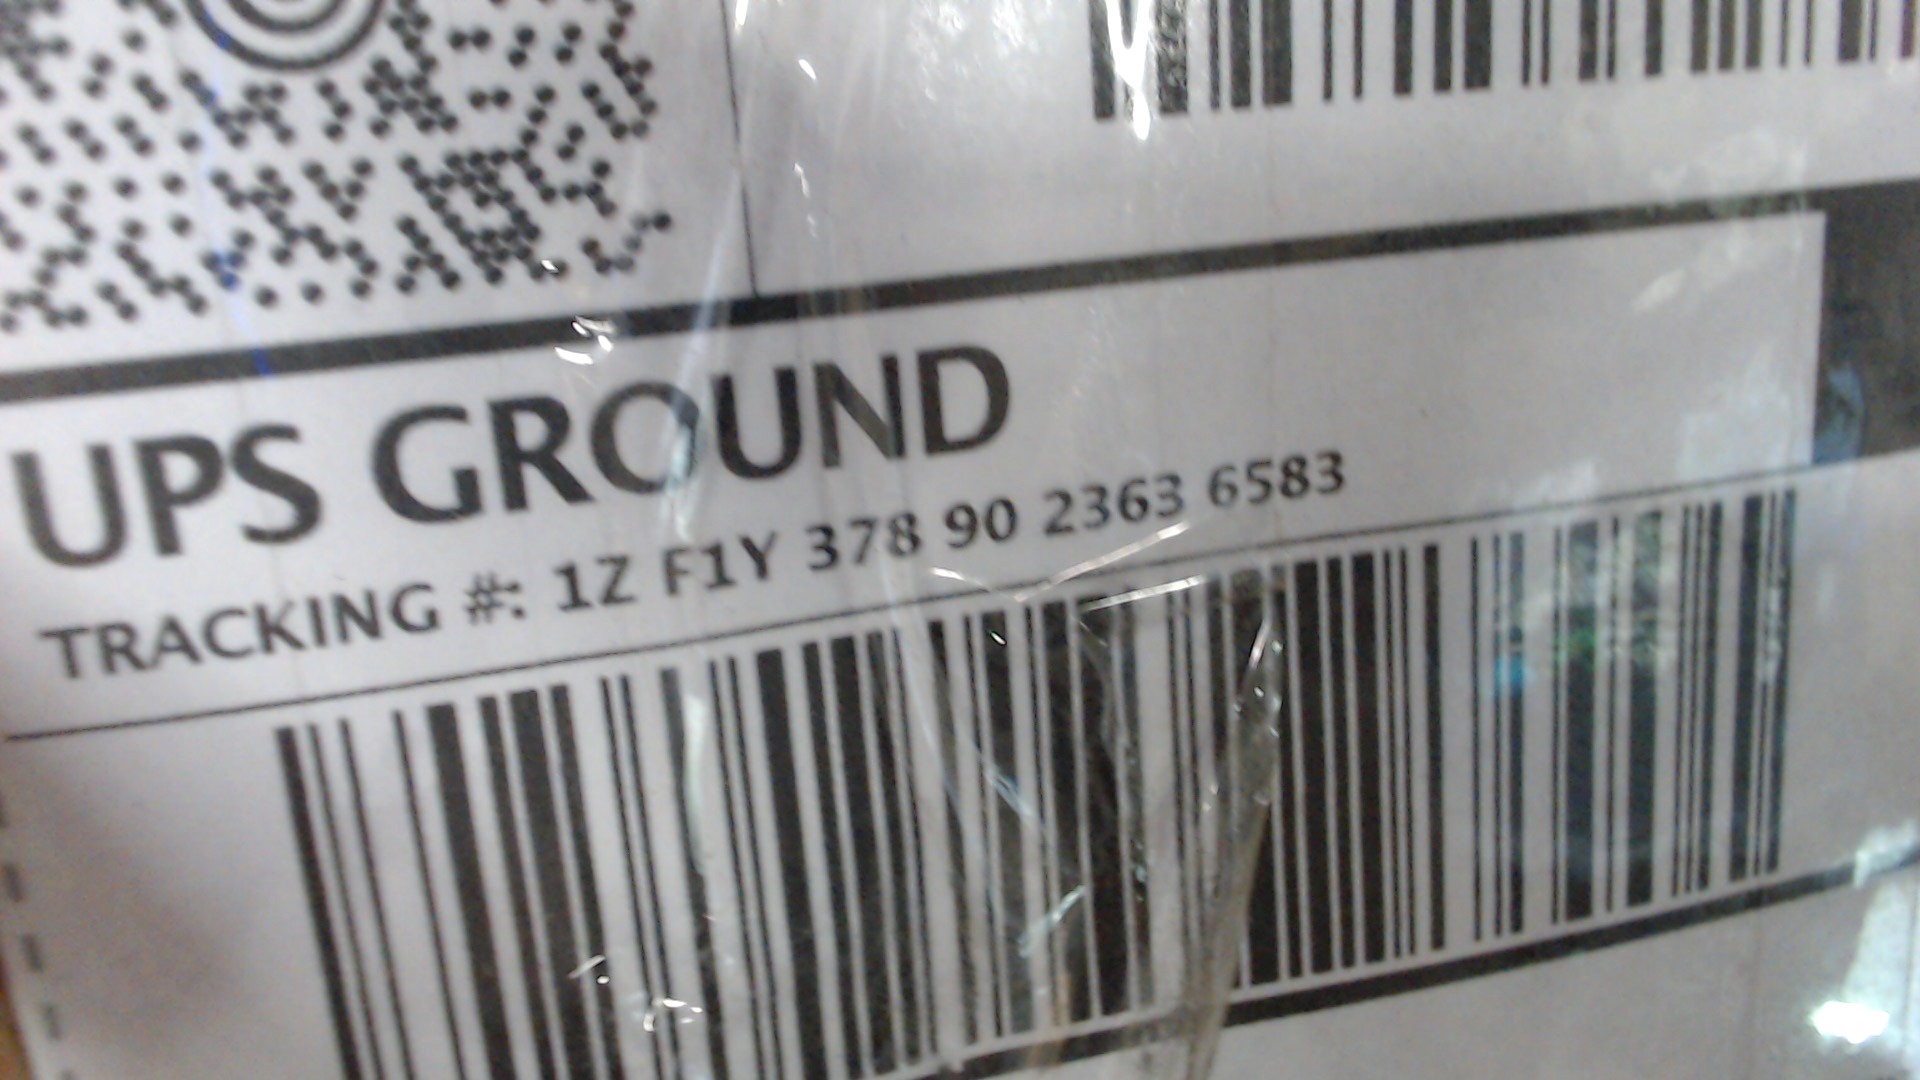 UPS GROUND
TRACKING #: 1Z F1Y 378 90 2363 6583